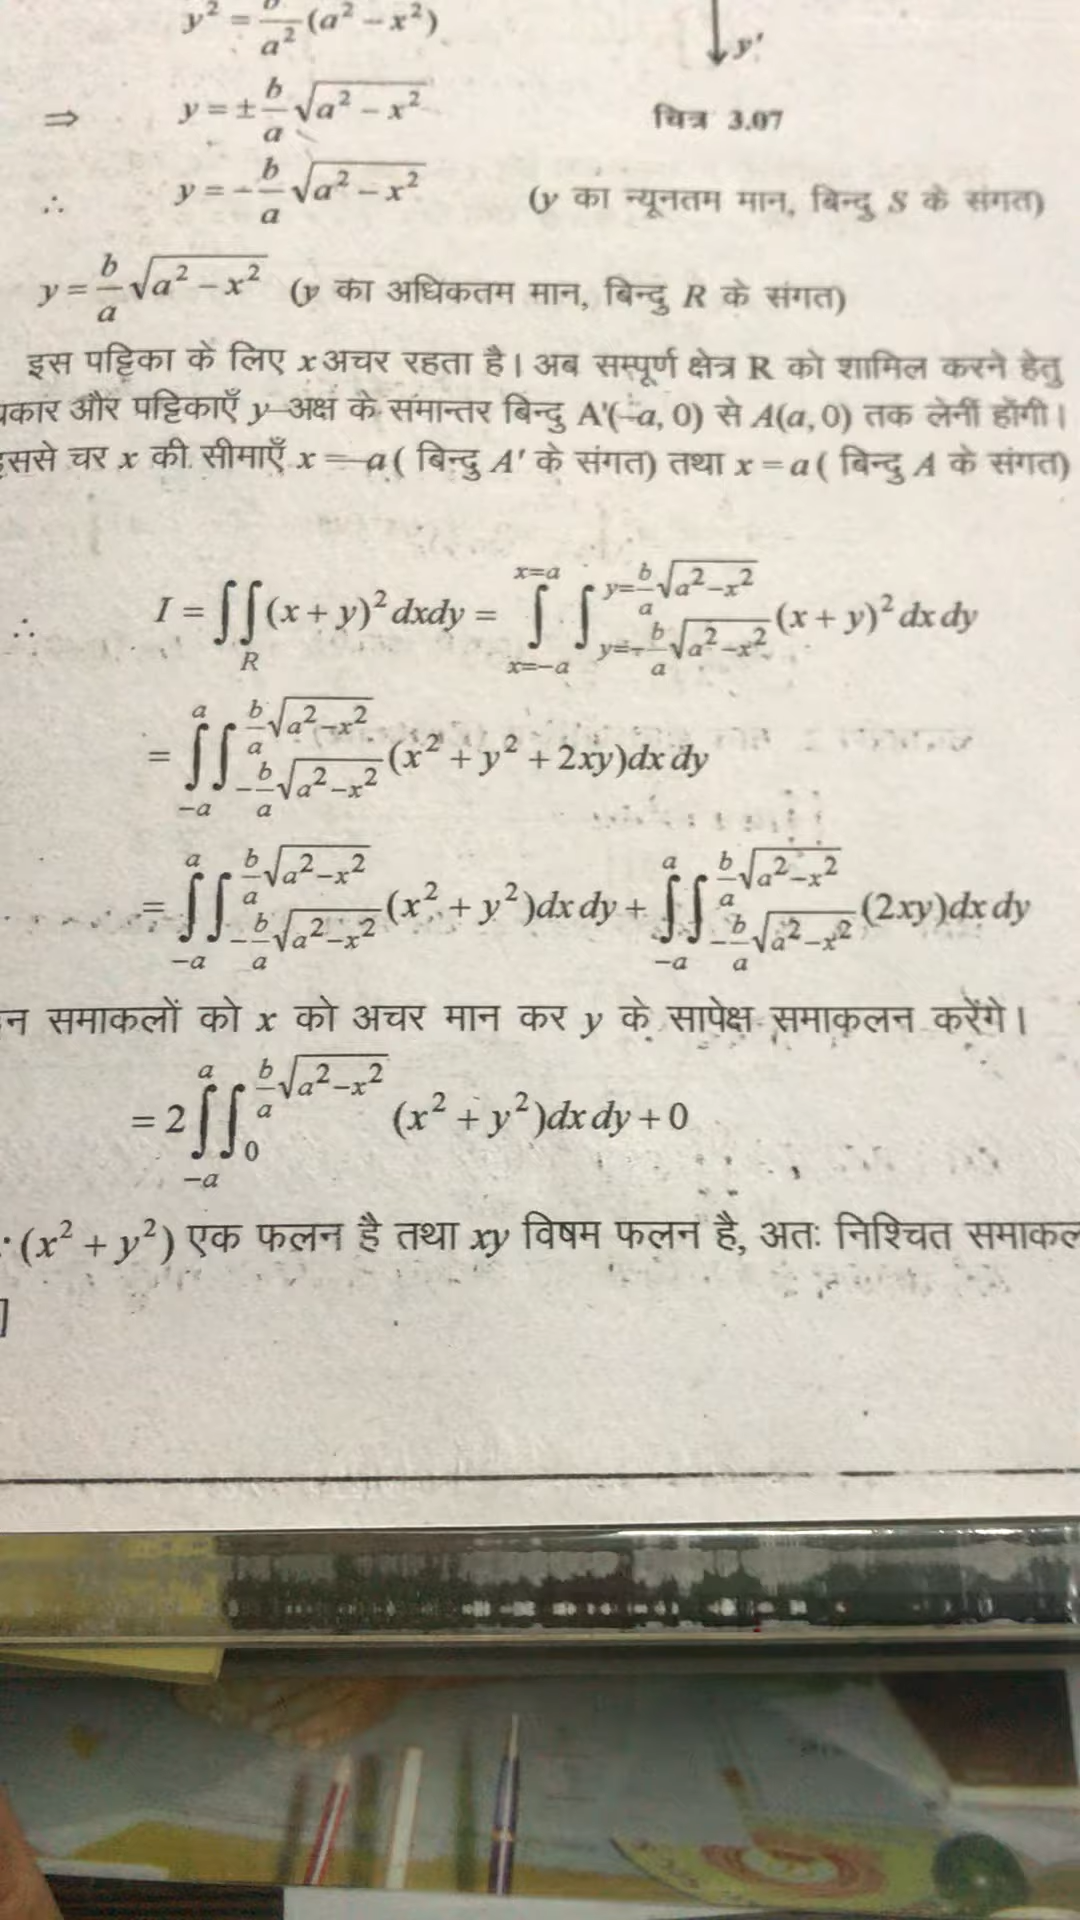 y² = b/a² (a² − x²)
y'
⇒ y = ± b/a √(a² − x²)
चित्र 3.07
∴ y = − b/a √(a² − x²) (y का न्यूनतम मान, बिन्दु S के संगत)
y = b/a √(a² − x²) (y का अधिकतम मान, बिन्दु R के संगत)
इस पट्टिका के लिए x अचर रहता है। अब सम्पूर्ण क्षेत्र R को शामिल करने हेतु
और पट्टिकाएँ y-अक्ष के समान्तर बिन्दु A'(-a, 0) से A(a, 0) तक लेनी होंगी।
चर x की सीमाएँ x = -a ( बिन्दु A' के संगत) तथा x = a ( बिन्दु A के संगत)
∴ I = ∬_R (x + y)² dxdy = ∫_{x=−a}^{x=a} ∫_{y=−b/a √(a²−x²)}^{y=b/a √(a²−x²)} (x + y)² dx dy
= ∫_{−a}^{a} ∫_{−b/a √(a²−x²)}^{b/a √(a²−x²)} (x² + y² + 2xy)dx dy
= ∫_{−a}^{a} ∫_{−b/a √(a²−x²)}^{b/a √(a²−x²)} (x² + y²)dx dy + ∫_{−a}^{a} ∫_{−b/a √(a²−x²)}^{b/a √(a²−x²)} (2xy)dx dy
समाकलों को x को अचर मान कर y के सापेक्ष समाकलन करेंगे।
= 2 ∫_{−a}^{a} ∫_{0}^{b/a √(a²−x²)} (x² + y²)dx dy + 0
∵ (x² + y²) एक फलन है तथा xy विषम फलन है, अतः निश्चित समाकल
]